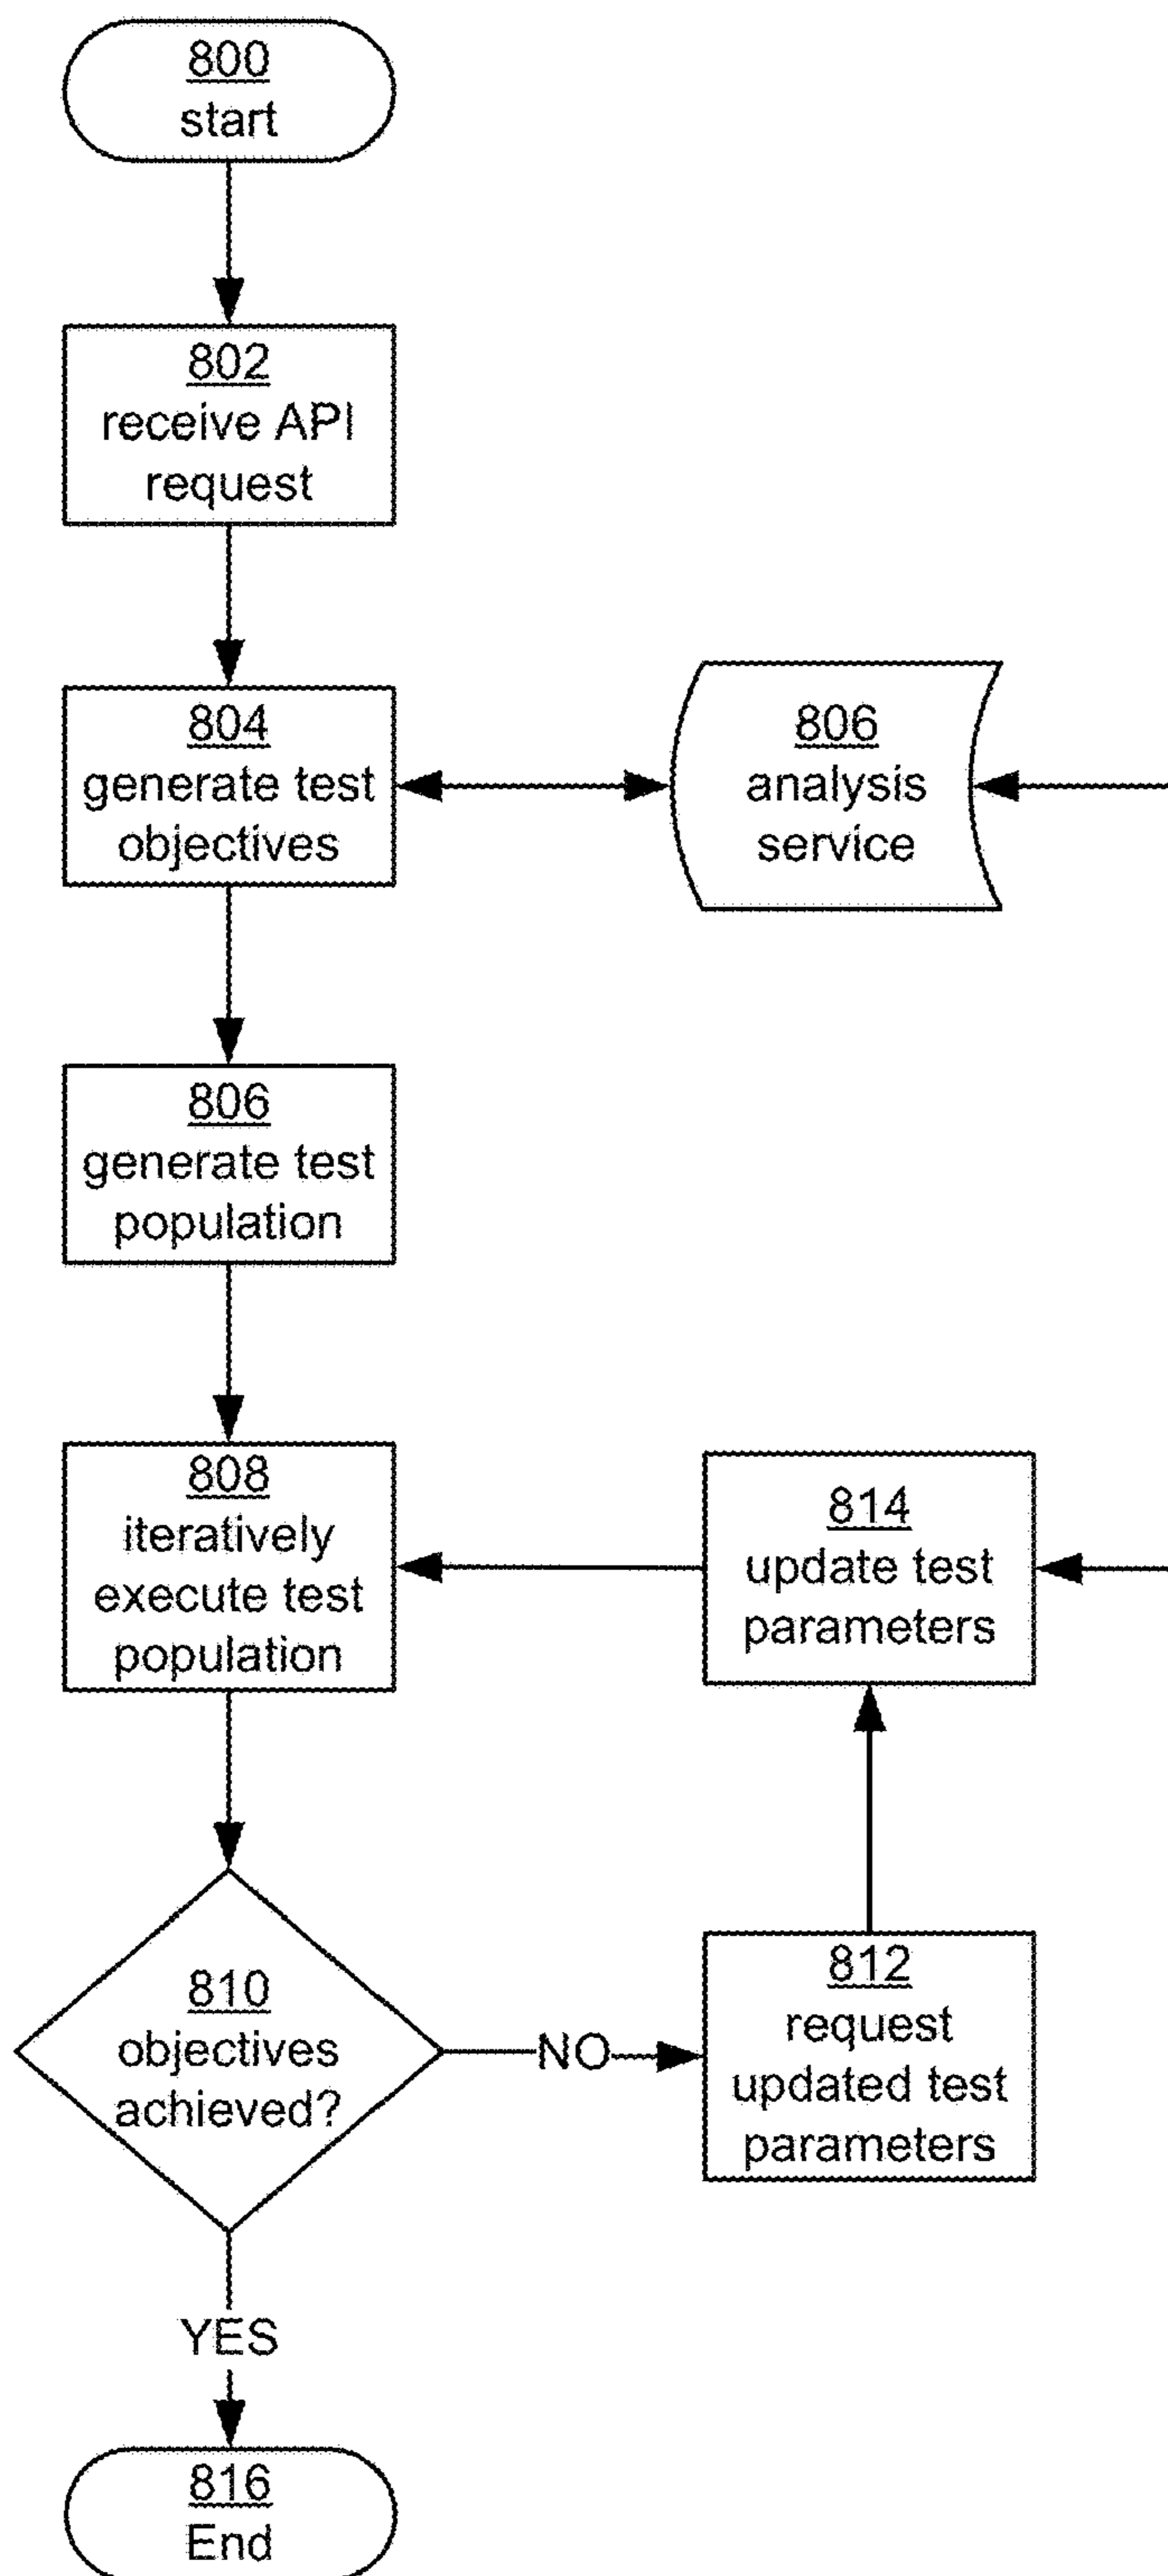 800
start
802
receive API
request
804
generate test
objectives
806
analysis
service
806
generate test
population
808
iteratively
execute test
population
814
update test
parameters
810
objectives
achieved?
NO
812
request
updated test
parameters
YES
816
End